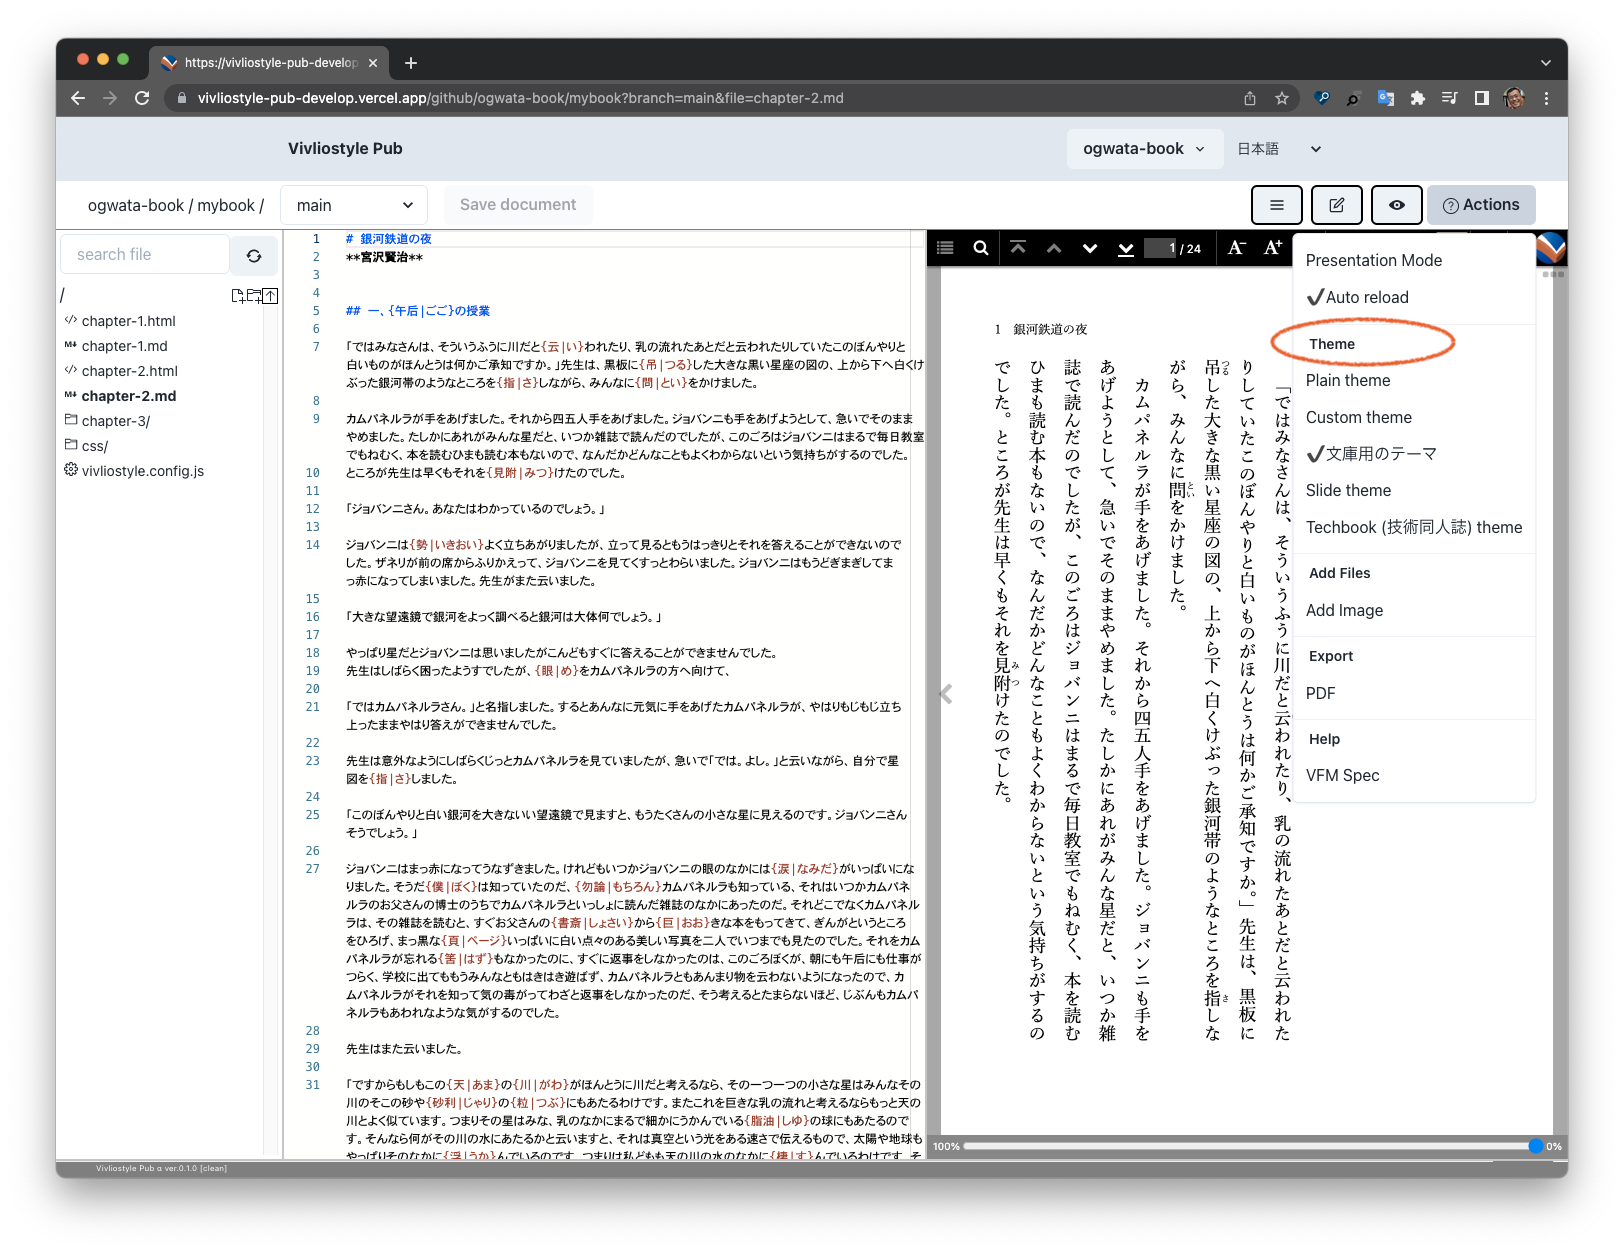 https://vivliostyle-pub-develop
vivliostyle-pub-develop.vercel.app/github/ogwata-book/mybook?branch=main&file=chapter-2.md
Vivliostyle Pub
ogwata-book
日本語
ogwata-book / mybook /
main
Save document
Actions
search file
/
chapter-1.html
chapter-1.md
chapter-2.html
chapter-2.md
chapter-3/
css/
vivliostyle.config.js
1 # 銀河鉄道の夜
2 **宮沢賢治**
3
4
5 ## 一、{午后|ごご}の授業
6
7 「ではみなさんは、そういうふうに川だと{云|い}われたり、乳の流れたあとだと云われたりしていたこのぼんやりと
白いものがほんとうは何かご承知ですか。」先生は、黒板に{吊|つる}した大きな黒い星座の図の、上から下へ白くけ
ぶった銀河帯のようなところを{指|さ}しながら、みんなに{問|とい}をかけました。
8
9 カムパネルラが手をあげました。それから四五人手をあげました。ジョバンニも手をあげようとして、急いでそのまま
やめました。たしかにあれがみんな星だと、いつか雑誌で読んだのでしたが、このごろはジョバンニはまるで毎日教室
でもねむく、本を読むひまも読む本もないので、なんだかどんなこともよくわからないという気持ちがするのでした。
10 ところが先生は早くもそれを{見附|みつ}けたのでした。
11
12 「ジョバンニさん。あなたはわかっているのでしょう。」
13
14 ジョバンニは{勢|いきおい}よく立ちあがりましたが、立って見るともうはっきりとそれを答えることができないので
した。ザネリが前の席からふりかえって、ジョバンニを見てくすっとわらいました。ジョバンニはもうどぎまぎしてま
っ赤になってしまいました。先生がまた云いました。
15
16 「大きな望遠鏡で銀河をよっく調べると銀河は大体何でしょう。」
17
18 やっぱり星だとジョバンニは思いましたがこんどもすぐに答えることができませんでした。
19 先生はしばらく困ったようすでしたが、{眼|め}をカムパネルラの方へ向けて、
20
21 「ではカムパネルラさん。」と名指しました。するとあんなに元気に手をあげたカムパネルラが、やはりもじもじ立ち
上ったままやはり答えができませんでした。
22
23 先生は意外なようにしばらくじっとカムパネルラを見ていましたが、急いで「では。よし。」と云いながら、自分で星
図を{指|さ}しました。
24
25 「このぼんやりと白い銀河を大きないい望遠鏡で見ますと、もうたくさんの小さな星に見えるのです。ジョバンニさん
そうでしょう。」
26
27 ジョバンニはまっ赤になってうなずきました。けれどもいつかジョバンニの眼のなかには{涙|なみだ}がいっぱいにな
りました。そうだ{僕|ぼく}は知っていたのだ、{勿論|もちろん}カムパネルラも知っている、それはいつかカムパネ
ルラのお父さんの博士のうちでカムパネルラといっしょに読んだ雑誌のなかにあったのだ。それどこでなくカムパネル
ラは、その雑誌を読むと、すぐお父さんの{書斎|しょさい}から{巨|おお}きな本をもってきて、ぎんがというところ
をひろげ、まっ黒な{頁|ページ}いっぱいに白い点々のある美しい写真を二人でいつまでも見たのでした。それをカム
パネルラが忘れる{筈|はず}もなかったのに、すぐに返事をしなかったのは、このごろぼくが、朝にも午后にも仕事が
つらく、学校に出てももうみんなともはきはき遊ばず、カムパネルラともあんまり物を云わないようになったので、カ
ムパネルラがそれを知って気の毒がってわざと返事をしなかったのだ、そう考えるとたまらないほど、じぶんもカムパ
ネルラもあわれなような気がするのでした。
28
29 先生はまた云いました。
30
31 「ですからもしもこの{天|あま}の{川|がわ}がほんとうに川だと考えるなら、その一つ一つの小さな星はみんなその
川のそこの砂や{砂利|じゃり}の{粒|つぶ}にもあたるわけです。またこれを巨きな乳の流れと考えるならもっと天の
川とよく似ています。つまりその星はみな、乳のなかにまるで細かにうかんでいる{脂油|しゆ}の球にもあたるので
す。そんなら何がその川の水にあたるかと云いますと、それは真空という光をある速さで伝えるもので、太陽や地球も
やっぱりそのなかに{浮|うか}んでいるのです。つまりは私どもも天の川の水のなかに{棲|す}んでいるわけです。そ
1 / 24
A-
A+
1 銀河鉄道の夜
「ではみなさんは、そういうふうに川だと云われたり、乳の流れたあとだと云われた
りしていたこのぼんやりと白いものがほんとうは何かご承知ですか。」先生は、黒板に
吊つるした大きな黒い星座の図の、上から下へ白くけぶった銀河帯のようなところを指さしな
がら、みんなに問といをかけました。
カムパネルラが手をあげました。それから四五人手をあげました。ジョバンニも手を
あげようとして、急いでそのままやめました。たしかにあれがみんな星だと、いつか雑
誌で読んだのでしたが、このごろはジョバンニはまるで毎日教室でもねむく、本を読む
ひまも読む本もないので、なんだかどんなこともよくわからないという気持ちがするの
でした。ところが先生は早くもそれを見附みつけたのでした。
Presentation Mode
✔Auto reload
Theme
Plain theme
Custom theme
✔文庫用のテーマ
Slide theme
Techbook (技術同人誌) theme
Add Files
Add Image
Export
PDF
Help
VFM Spec
100%
0%
Vivliostyle Pub α ver.0.1.0 [clean]